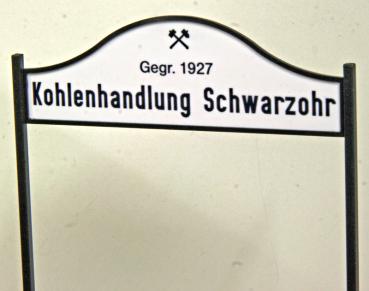 Gegr. 1927
Kohlenhandlung Schwarzohr